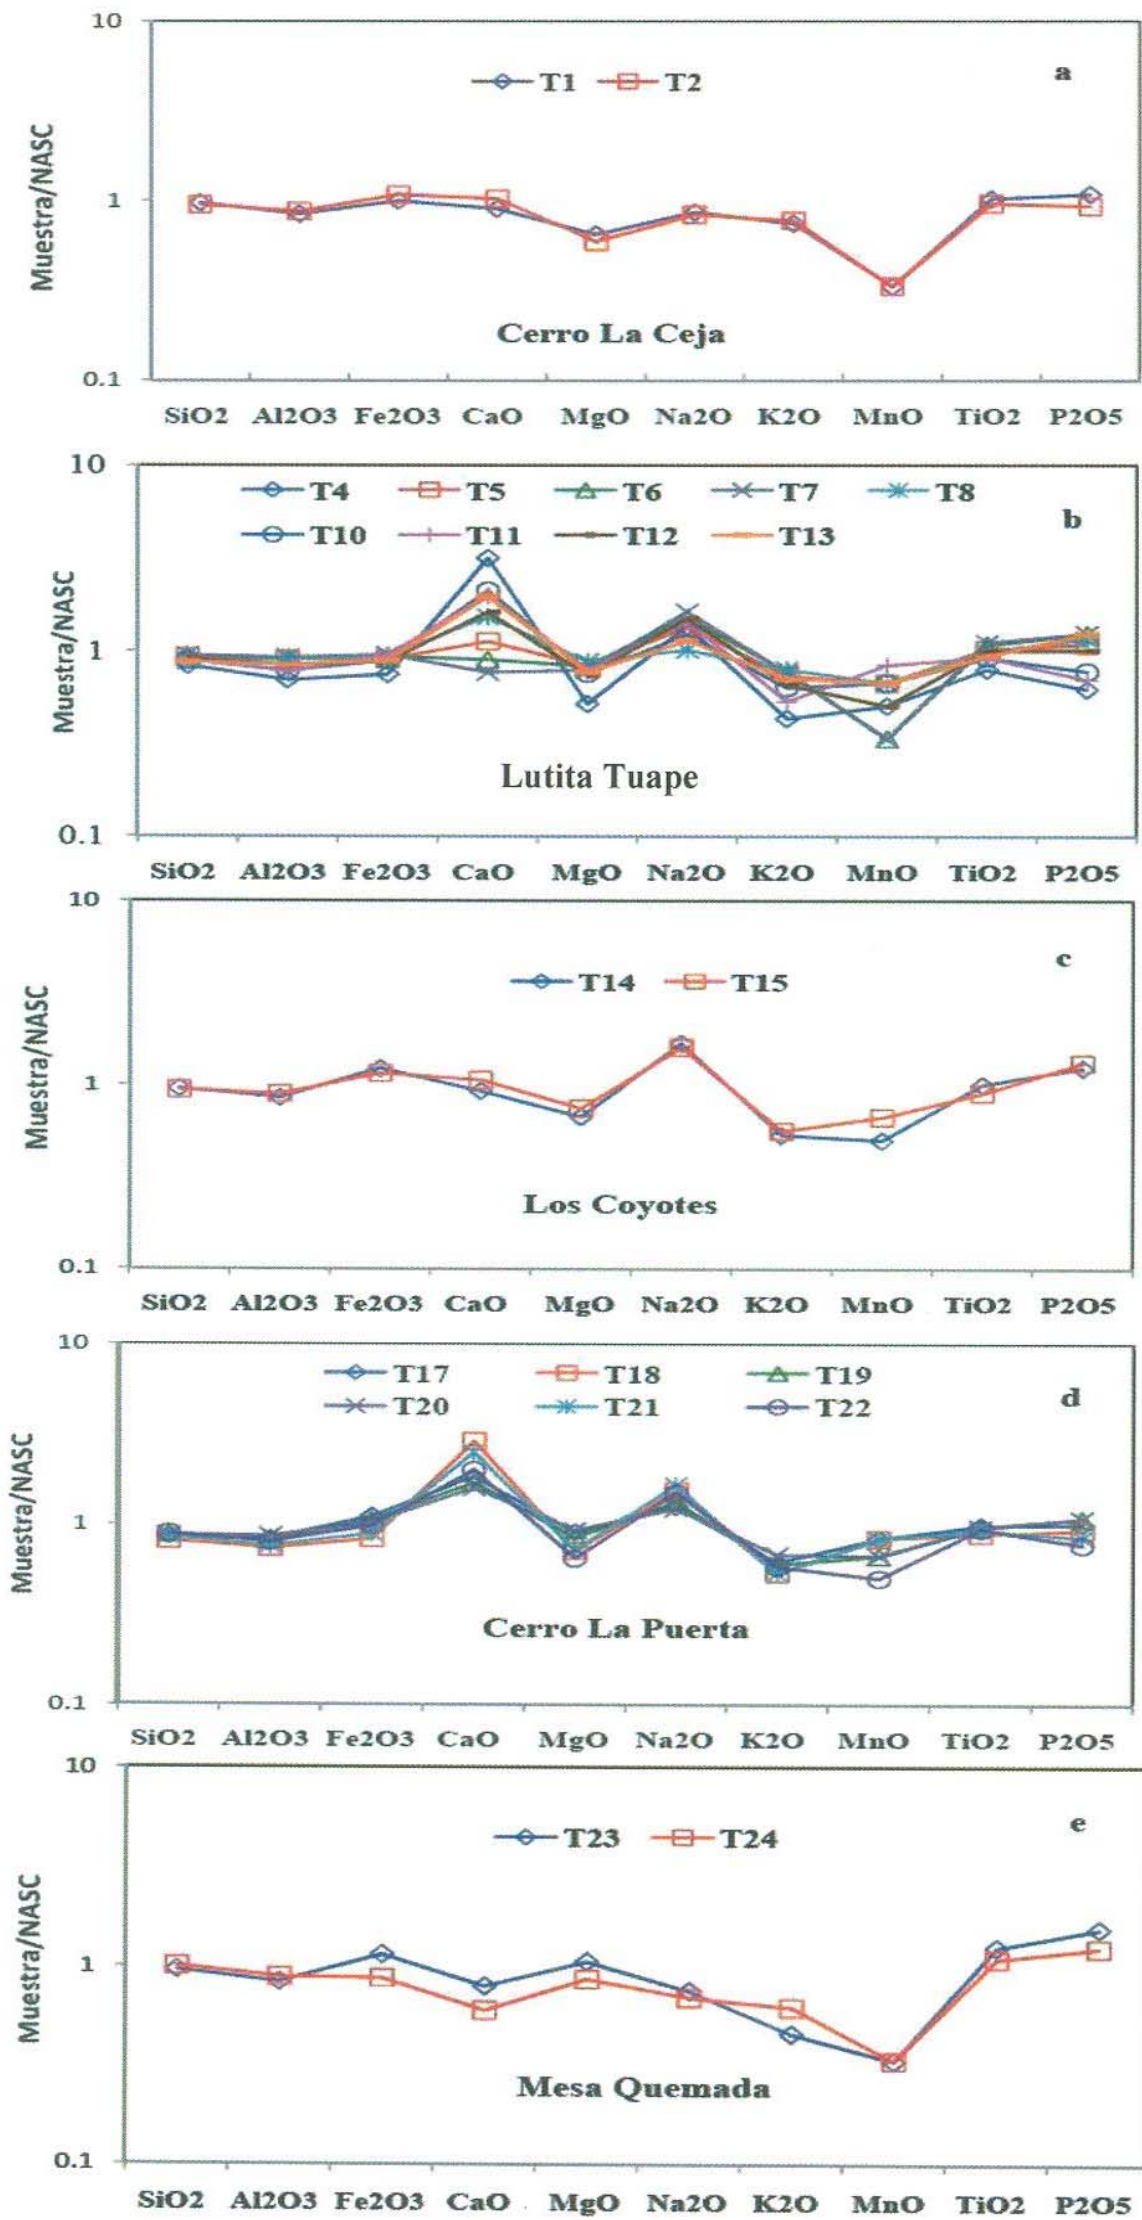 10
T1 T2 a
1
Muestra/NASC
Cerro La Ceja
0.1
SiO2 Al2O3 Fe2O3 CaO MgO Na2O K2O MnO TiO2 P2O5
10
T4 T5 T6 T7 T8
b
T10 T11 T12 T13
1
Muestra/NASC
Lutita Tuape
0.1
SiO2 Al2O3 Fe2O3 CaO MgO Na2O K2O MnO TiO2 P2O5
10
c
T14 T15
1
Muestra/NASC
Los Coyotes
0.1
SiO2 Al2O3 Fe2O3 CaO MgO Na2O K2O MnO TiO2 P2O5
10
T17 T18 T19
T20 T21 T22 d
1
Muestra/NASC
Cerro La Puerta
0.1
SiO2 Al2O3 Fe2O3 CaO MgO Na2O K2O MnO TiO2 P2O5
10
T23 T24 e
1
Muestra/NASC
Mesa Quemada
0.1
SiO2 Al2O3 Fe2O3 CaO MgO Na2O K2O MnO TiO2 P2O5